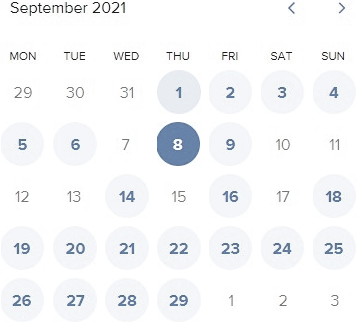 September 2021
MON TUE WED THU FRI SAT SUN
29 30 31 1 2 3 4
5 6 7 8 9 10 11
12 13 14 15 16 17 18
19 20 21 22 23 24 25
26 27 28 29 1 2 3